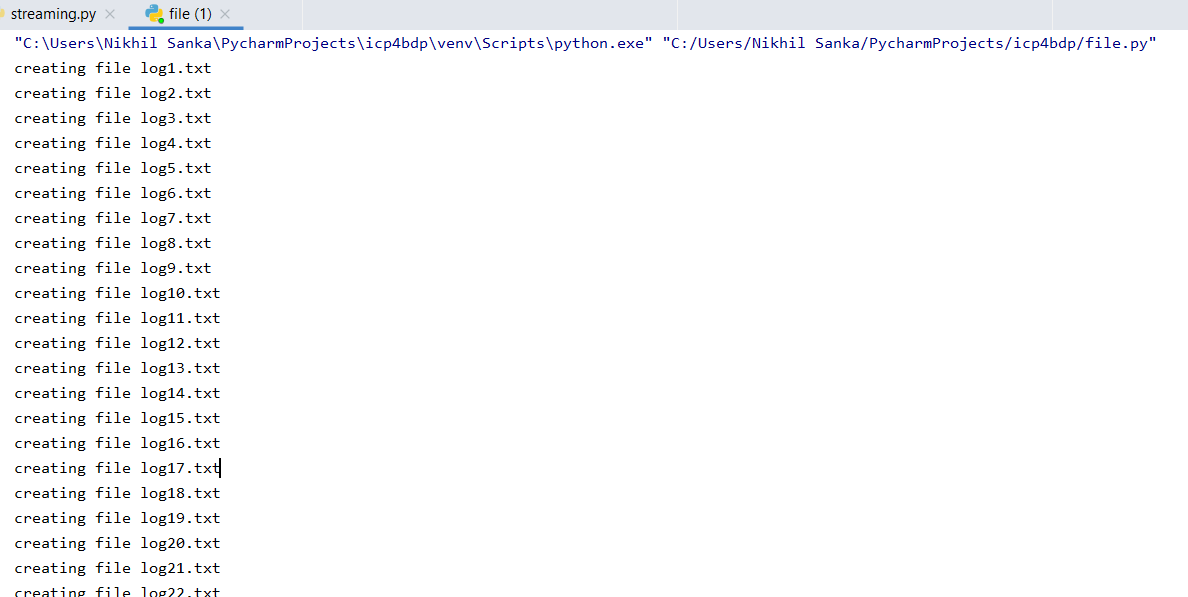 streaming.py × file (1) ×
"C:\Users\Nikhil Sanka\PycharmProjects\icp4bdp\venv\Scripts\python.exe" "C:/Users/Nikhil Sanka/PycharmProjects/icp4bdp/file.py"
creating file log1.txt
creating file log2.txt
creating file log3.txt
creating file log4.txt
creating file log5.txt
creating file log6.txt
creating file log7.txt
creating file log8.txt
creating file log9.txt
creating file log10.txt
creating file log11.txt
creating file log12.txt
creating file log13.txt
creating file log14.txt
creating file log15.txt
creating file log16.txt
creating file log17.txt
creating file log18.txt
creating file log19.txt
creating file log20.txt
creating file log21.txt
creating file log22.txt